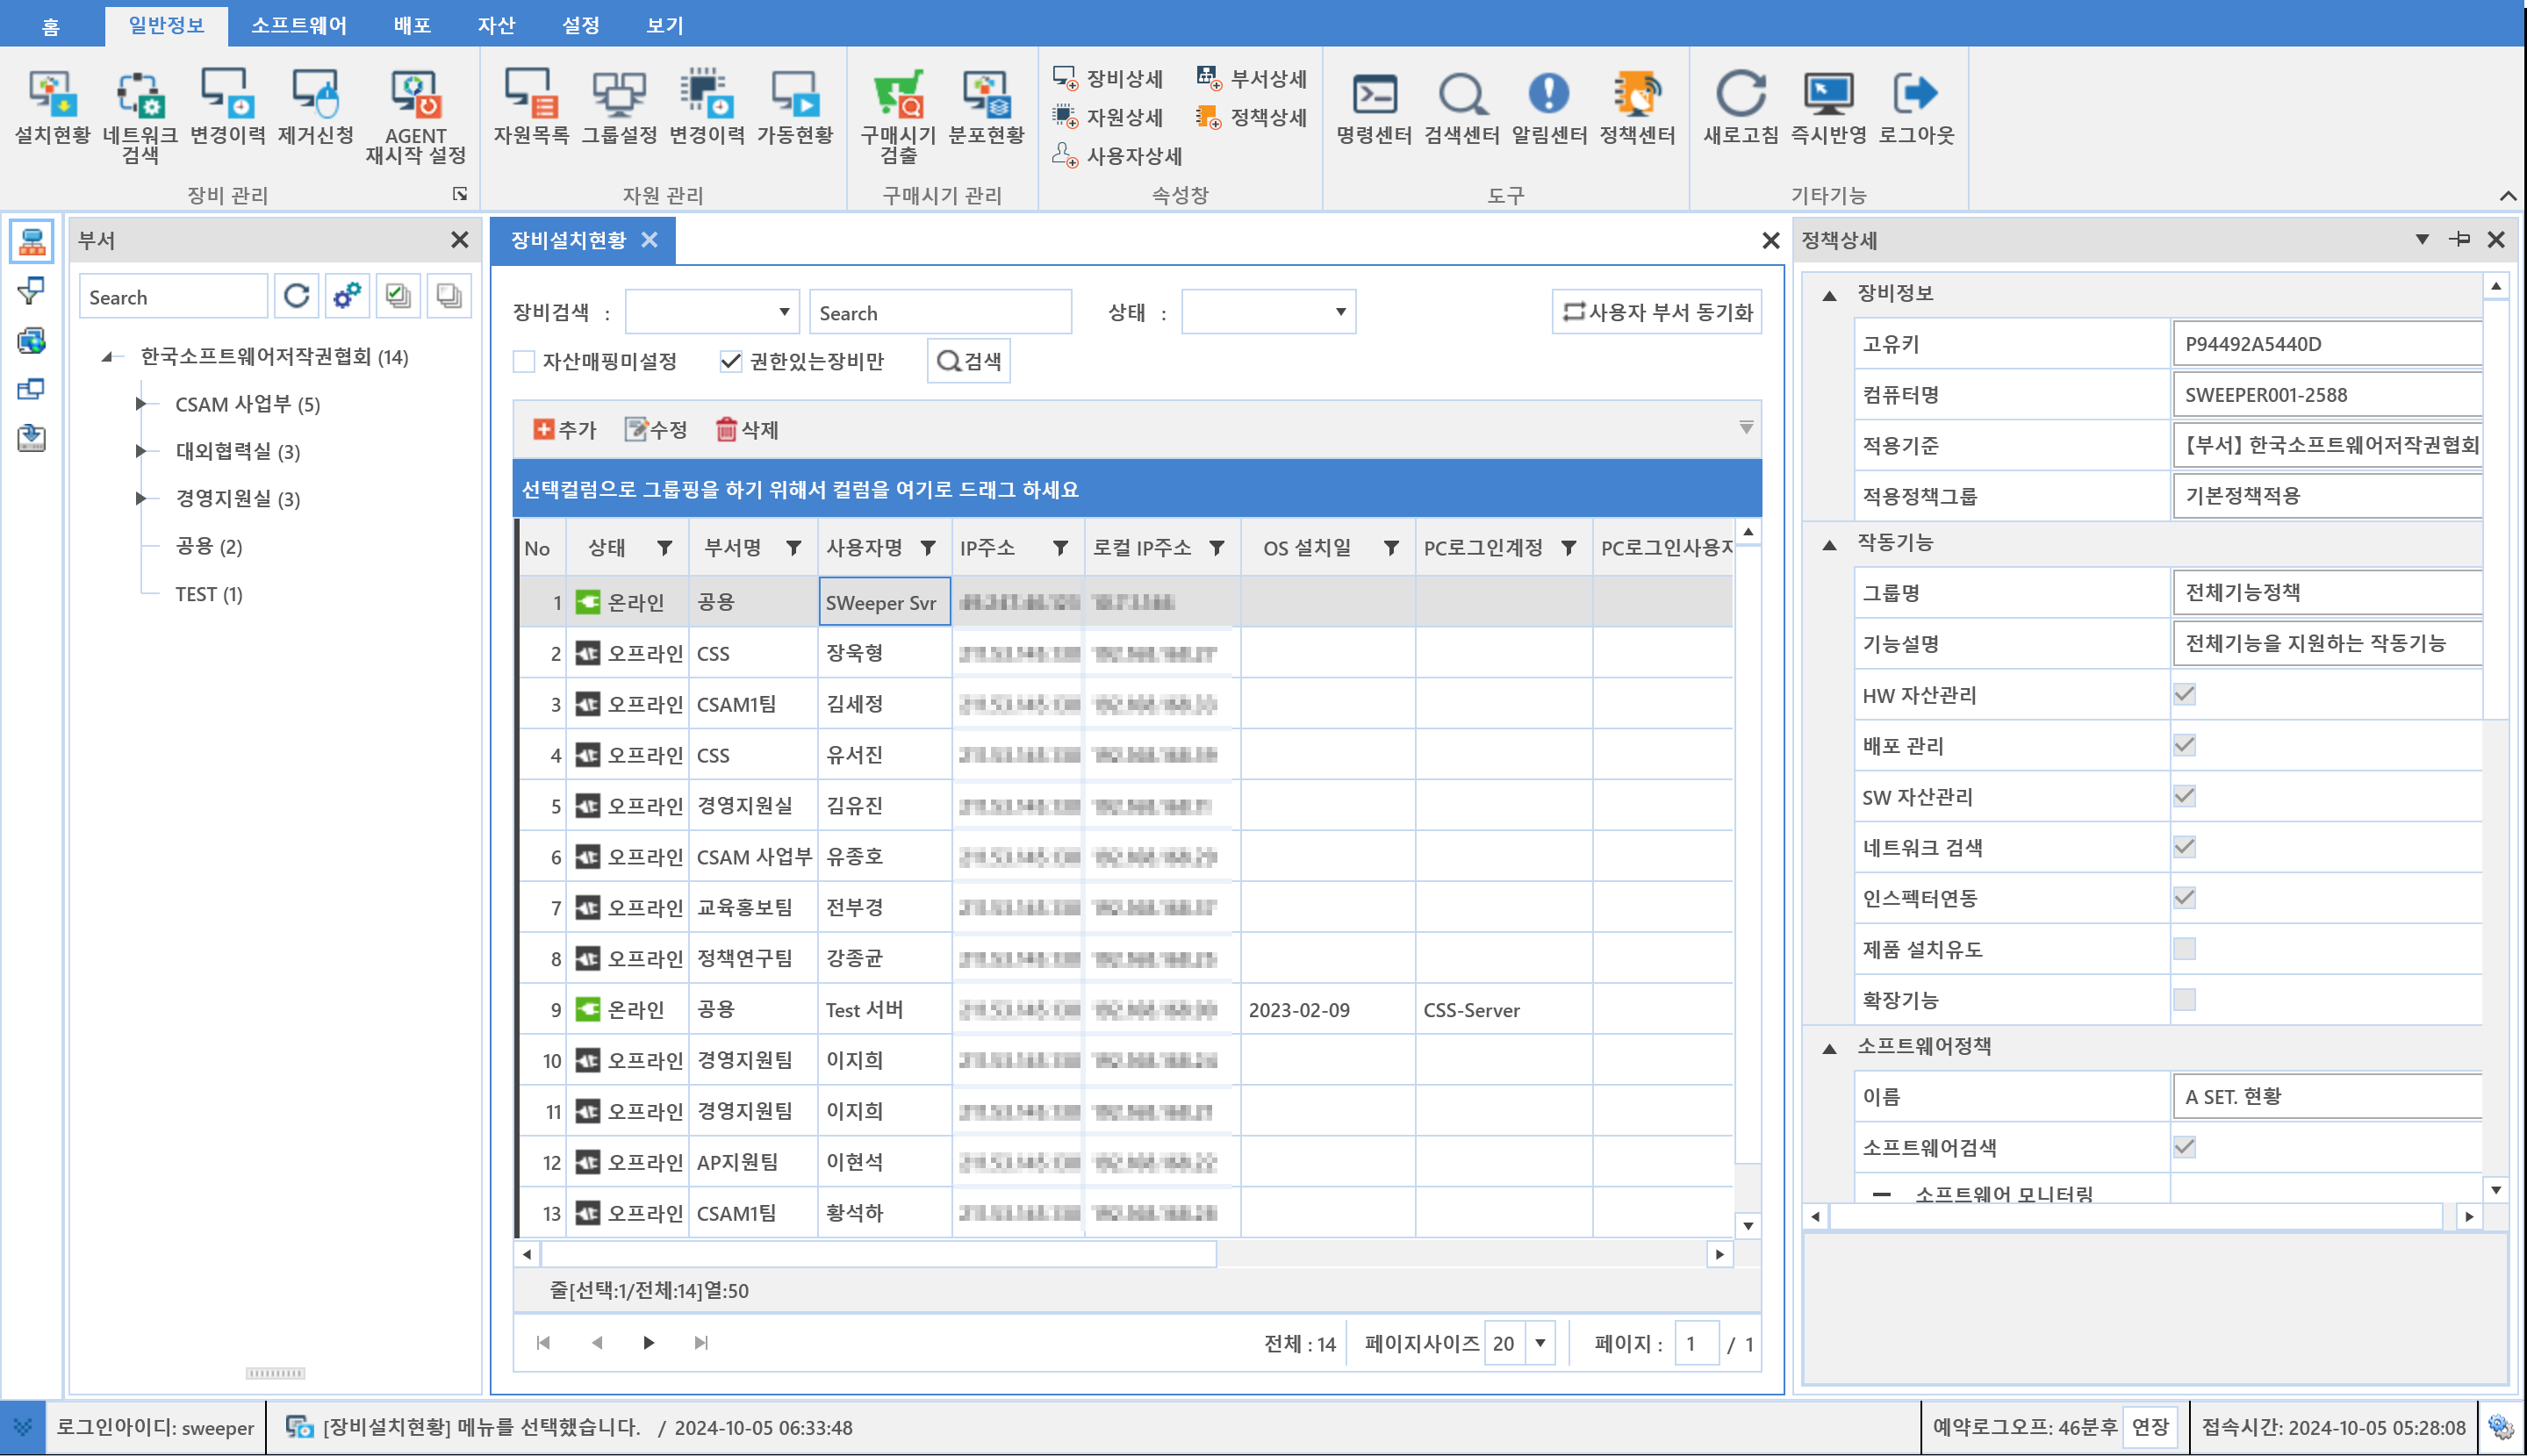 홈 일반정보 소프트웨어 배포 자산 설정 보기
설치현황 네트워크 검색 변경이력 제거신청 AGENT 재시작 설정
장비 관리
자원목록 그룹설정 변경이력 가동현황
자원 관리
구매시기 검출 분포현황
구매시기 관리
장비상세 부서상세
자원상세 정책상세
사용자상세
속성창
명령센터 검색센터 알림센터 정책센터
도구
새로고침 즉시반영 로그아웃
기타기능
부서
Search
한국소프트웨어저작권협회 (14)
CSAM 사업부 (5)
대외협력실 (3)
경영지원실 (3)
공용 (2)
TEST (1)
장비설치현황
장비검색 : Search 상태 : 사용자 부서 동기화
자산매핑미설정 권한있는장비만 검색
추가 수정 삭제
선택컬럼으로 그룹핑을 하기 위해서 컬럼을 여기로 드래그 하세요
No 상태 부서명 사용자명 IP주소 로컬 IP주소 OS 설치일 PC로그인계정 PC로그인사용자
1 온라인 공용 SWeeper Svr
2 오프라인 CSS 장욱형
3 오프라인 CSAM1팀 김세정
4 오프라인 CSS 유서진
5 오프라인 경영지원실 김유진
6 오프라인 CSAM 사업부 유종호
7 오프라인 교육홍보팀 전부경
8 오프라인 정책연구팀 강종균
9 온라인 공용 Test 서버 2023-02-09 CSS-Server
10 오프라인 경영지원팀 이지희
11 오프라인 경영지원팀 이지희
12 오프라인 AP지원팀 이현석
13 오프라인 CSAM1팀 황석하
줄[선택:1/전체:14]열:50
전체 : 14 페이지사이즈 20 페이지 : 1 / 1
정책상세
장비정보
고유키 P94492A5440D
컴퓨터명 SWEEPER001-2588
적용기준 【부서】 한국소프트웨어저작권협회
적용정책그룹 기본정책적용
작동기능
그룹명 전체기능정책
기능설명 전체기능을 지원하는 작동기능
HW 자산관리
배포 관리
SW 자산관리
네트워크 검색
인스펙터연동
제품 설치유도
확장기능
소프트웨어정책
이름 A SET. 현황
소프트웨어검색
소프트웨어 모니터링
로그인아이디: sweeper [장비설치현황] 메뉴를 선택했습니다. / 2024-10-05 06:33:48 예약로그오프: 46분후 연장 접속시간: 2024-10-05 05:28:08